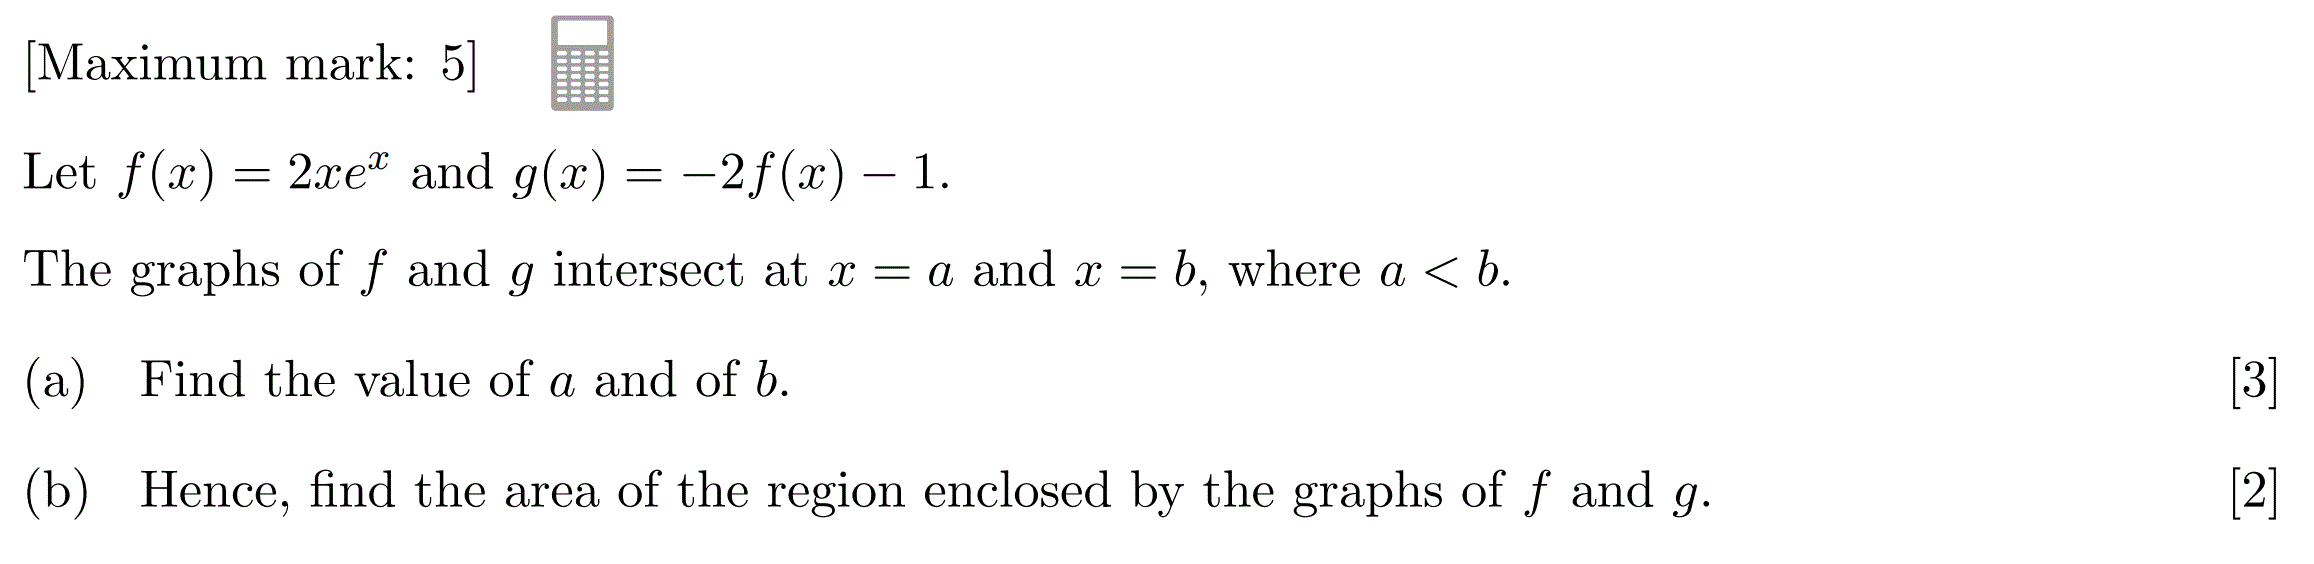 [Maximum mark: 5]
Let f(x) = 2xeˣ and g(x) = −2f(x) − 1.
The graphs of f and g intersect at x = a and x = b, where a < b.
(a) Find the value of a and of b. [3]
(b) Hence, find the area of the region enclosed by the graphs of f and g. [2]